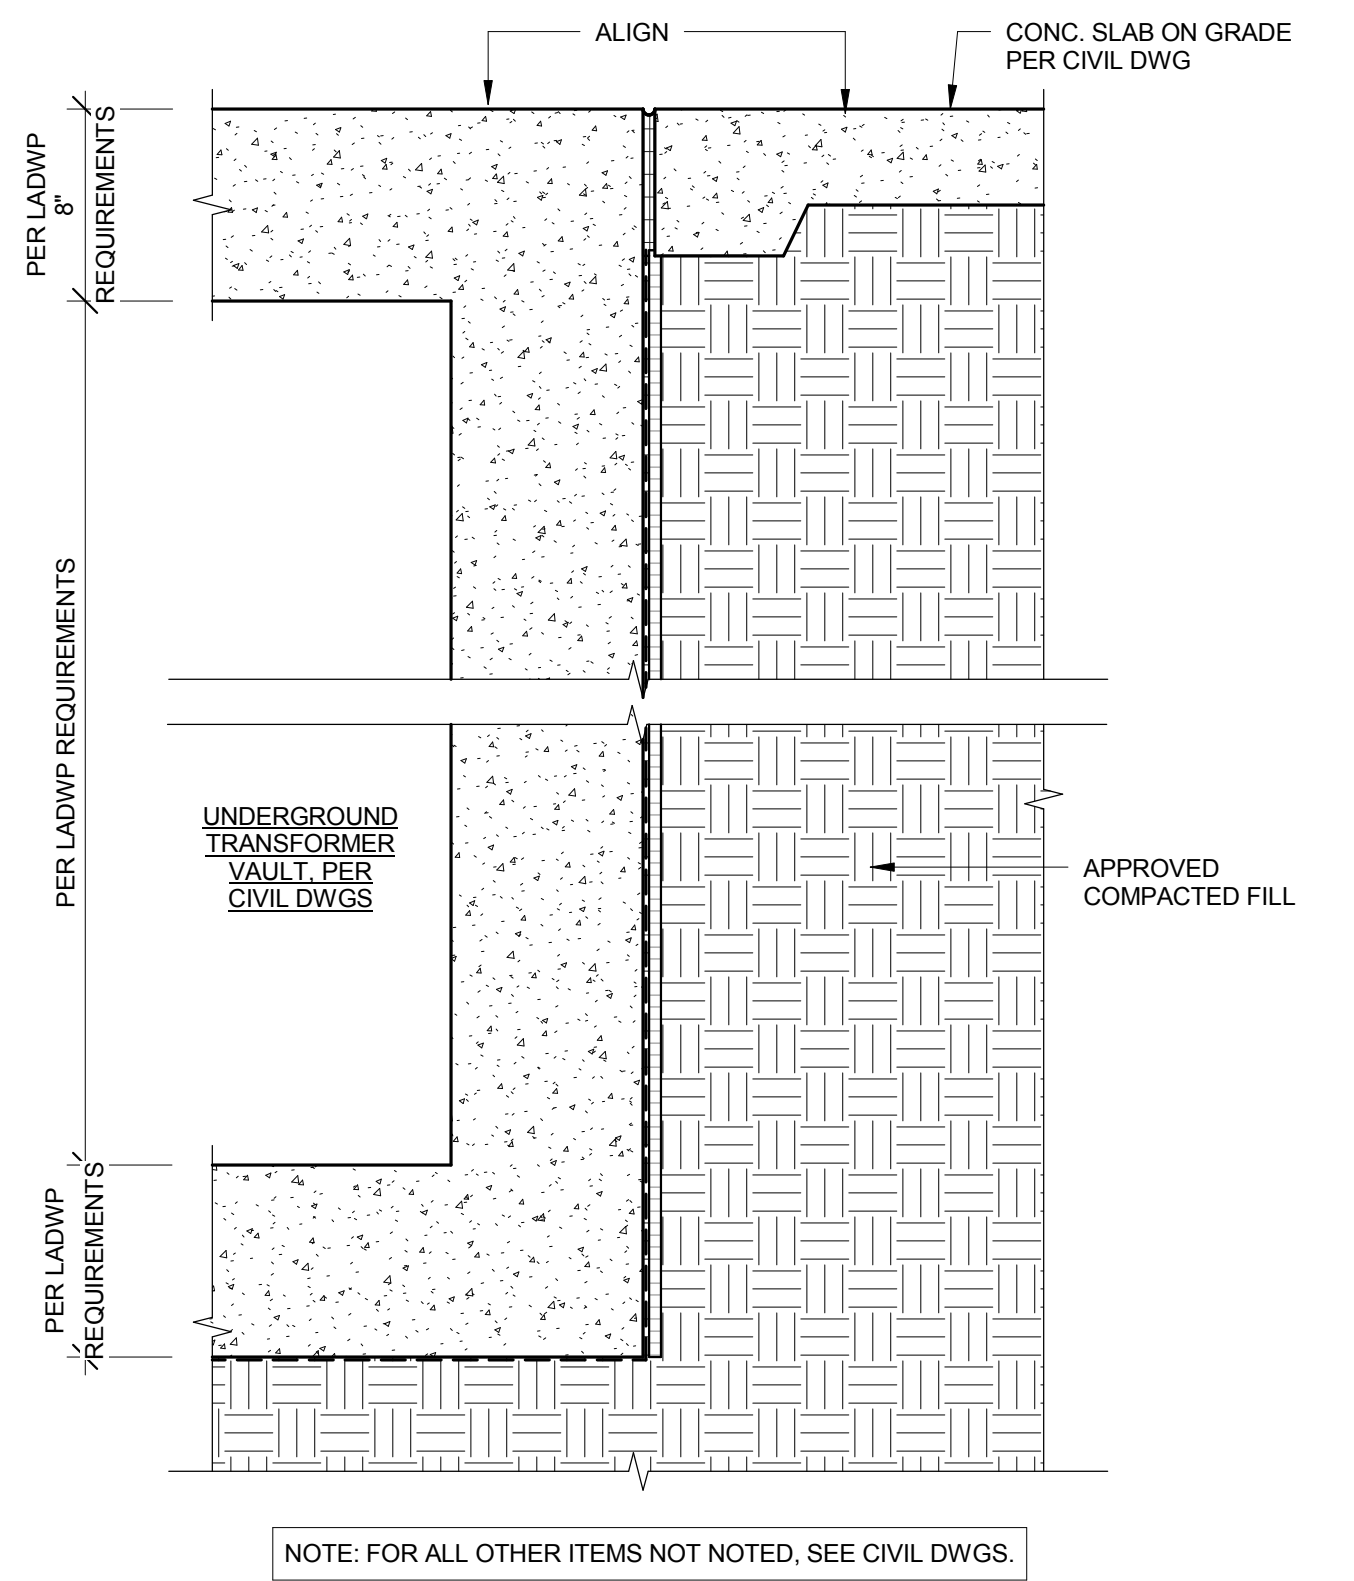 ALIGN
CONC. SLAB ON GRADE
PER CIVIL DWG
PER LADWP
8"
REQUIREMENTS
PER LADWP REQUIREMENTS
UNDERGROUND
TRANSFORMER
VAULT, PER
CIVIL DWGS
APPROVED
COMPACTED FILL
PER LADWP
REQUIREMENTS
NOTE: FOR ALL OTHER ITEMS NOT NOTED, SEE CIVIL DWGS.